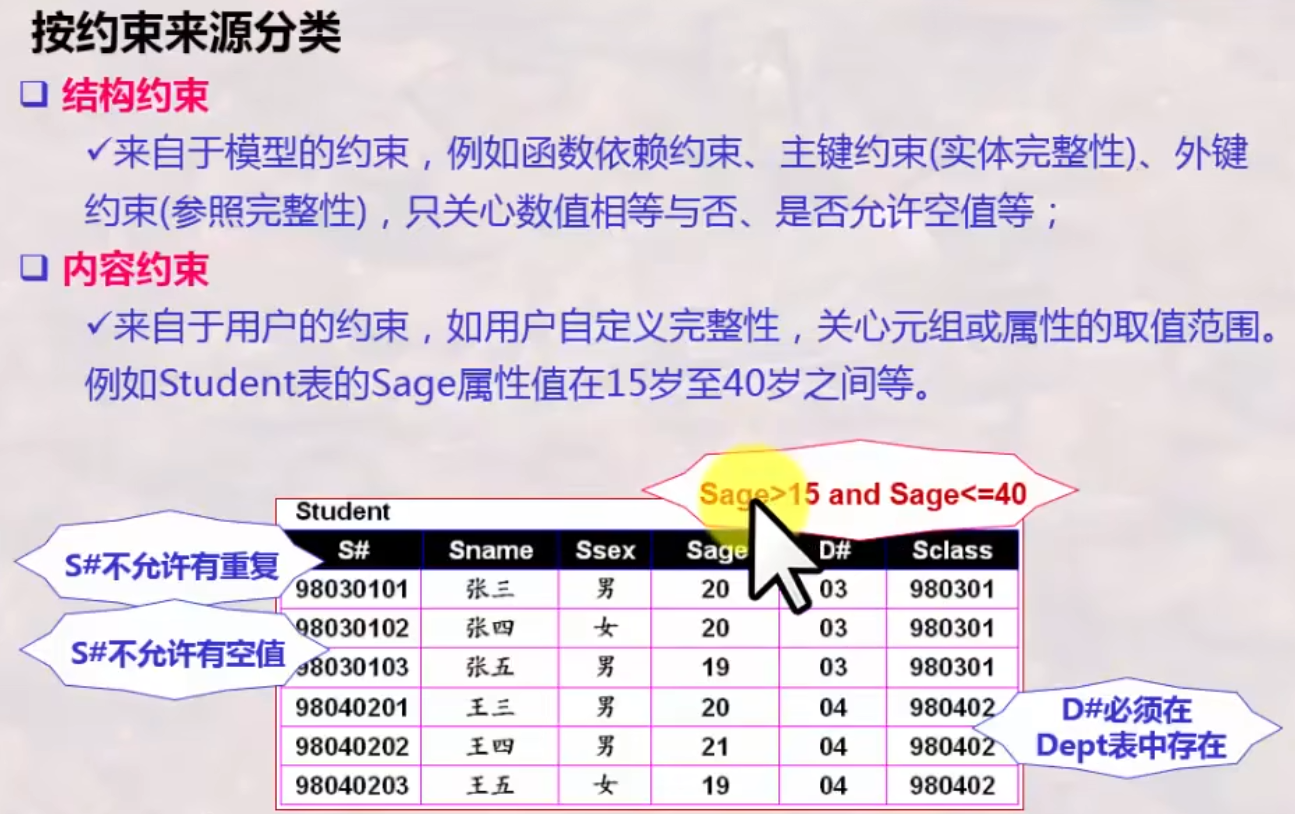 按约束来源分类
结构约束
✓来自于模型的约束，例如函数依赖约束、主键约束(实体完整性)、外键
约束(参照完整性)，只关心数值相等与否、是否允许空值等；
内容约束
✓来自于用户的约束，如用户自定义完整性，关心元组或属性的取值范围。
例如Student表的Sage属性值在15岁至40岁之间等。
Sage>15 and Sage<=40
Student
S# Sname Ssex Sage D# Sclass
98030101 张三 男 20 03 980301
98030102 张四 女 20 03 980301
98030103 张五 男 19 03 980301
98040201 王三 男 20 04 980402
98040202 王四 男 21 04 980402
98040203 王五 女 19 04 980402
S#不允许有重复
S#不允许有空值
D#必须在
Dept表中存在